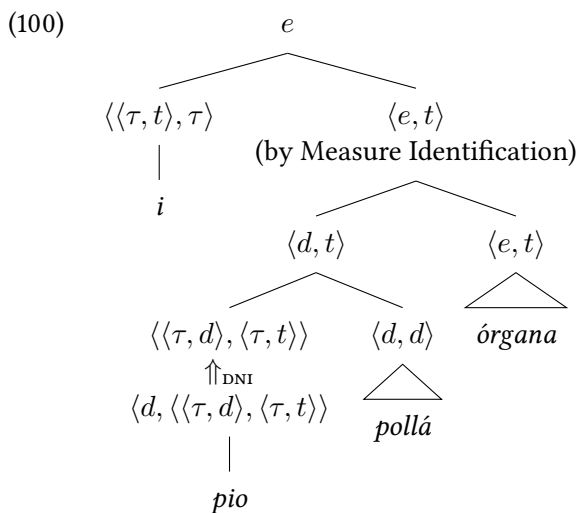 (100) e
⟨⟨τ, t⟩, τ⟩ ⟨e, t⟩
(by Measure Identification)
i
⟨d, t⟩ ⟨e, t⟩
⟨⟨τ, d⟩, ⟨τ, t⟩⟩ ⟨d, d⟩ órgana
⇑DNI
⟨d, ⟨⟨τ, d⟩, ⟨τ, t⟩⟩ pollá
pio